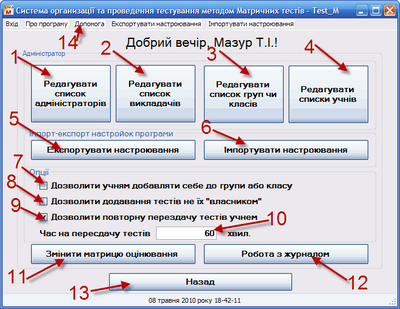 Система організації та проведення тестування методом Матричних тестів - Test_M
Вхід Про програму Допомога Експортувати настроювання Імпортувати настроювання
14
Добрий вечір, Мазур Т.І.!
1 2 3 4
Адміністратор
Редагувати список адміністраторів
Редагувати список викладачів
Редагувати список груп чи класів
Редагувати списки учнів
5 6
Імпорт-експорт настройок програми
Експортувати настроювання
Імпортувати настроювання
Опції
7 Дозволити учням добавляти себе до групи або класу
8 Дозволити додавання тестів не їх "власником"
9 Дозволити повторну перездачу тестів учнем
10
Час на пересдачу тестів 60 хвил.
Змінити матрицю оцінювання
Робота з журналом
11 12
13 Назад
08 травня 2010 року 18-42-11